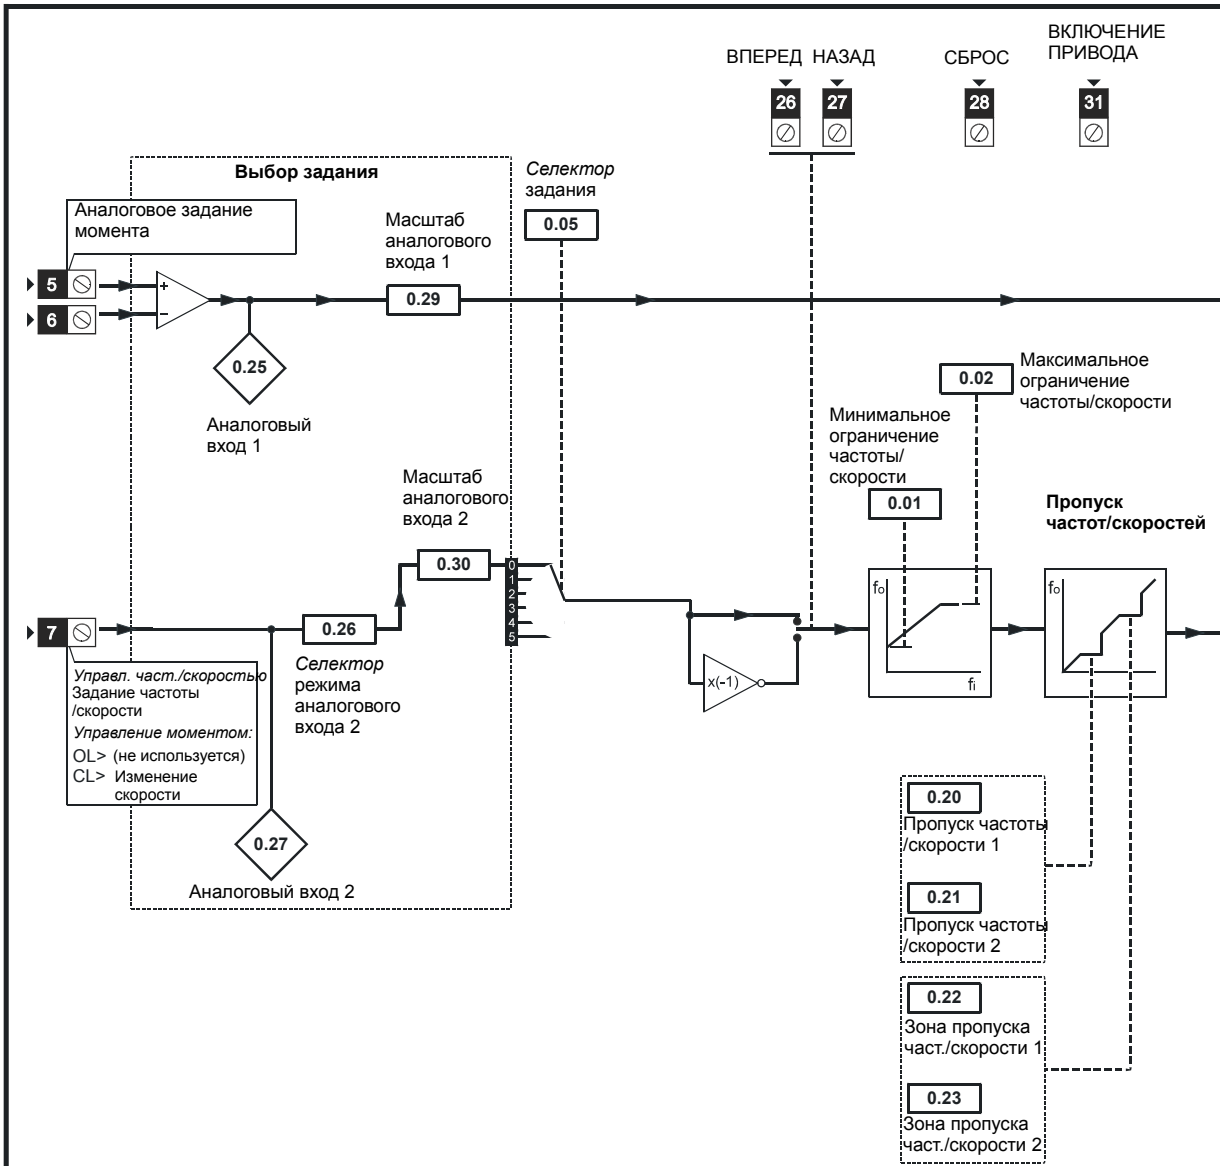 ВКЛЮЧЕНИЕ
ПРИВОДА
ВПЕРЕД НАЗАД
СБРОС
26
27
28
31
Выбор задания
Селектор
задания
0.05
Аналоговое задание
момента
Масштаб
аналогового
входа 1
5
+
0.29
6
−
0.25
Аналоговый
вход 1
0.02
Максимальное
ограничение
частоты/скорости
Минимальное
ограничение
частоты/
скорости
0.01
Масштаб
аналогового
входа 2
Пропуск
частот/скоростей
0.30
0
1
2
3
4
5
fo
fi
fo
7
0.26
Селектор
режима
аналогового
входа 2
x(-1)
Управл. част./скоростью
Задание частоты
/скорости
Управление моментом:
OL> (не используется)
CL> Изменение
скорости
0.27
Аналоговый вход 2
0.20
Пропуск частоты
/скорости 1
0.21
Пропуск частоты
/скорости 2
0.22
Зона пропуска
част./скорости 1
0.23
Зона пропуска
част./скорости 2